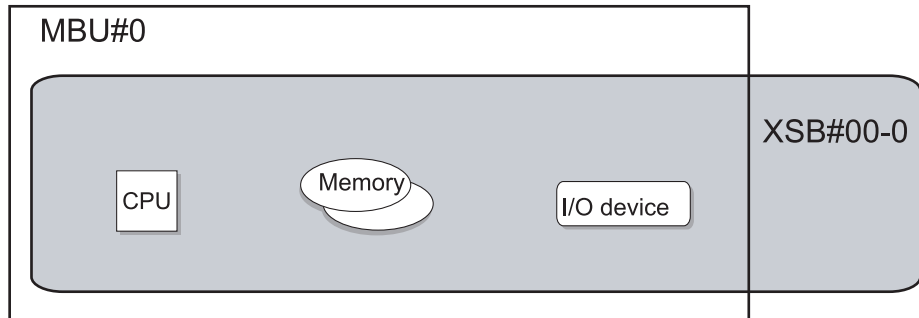 MBU#0
XSB#00-0
CPU
Memory
I/O device